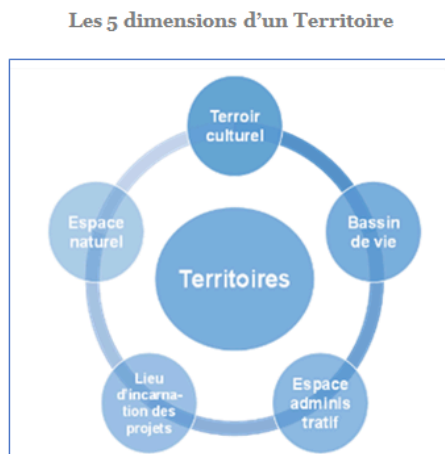 Les 5 dimensions d'un Territoire
Terroir
culturel
Bassin
de vie
Espace
adminis
tratif
Lieu
d'incarna-
tion des
projets
Espace
naturel
Territoires